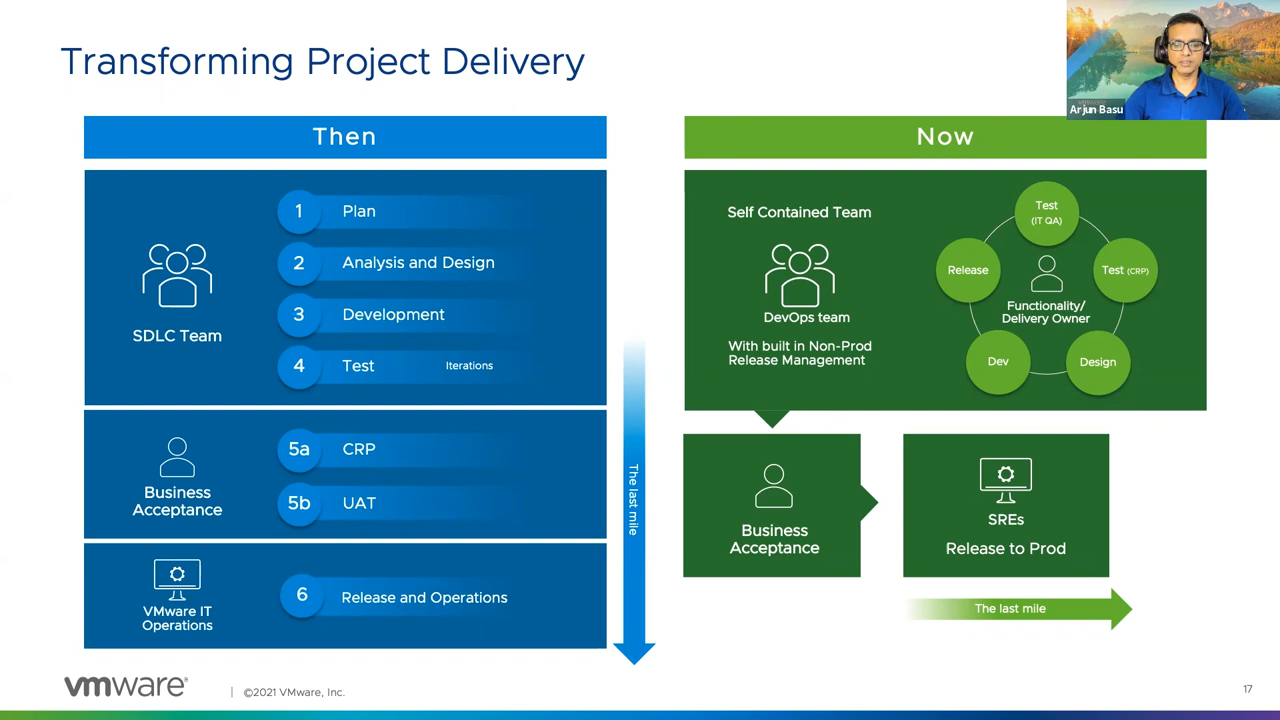 Transforming Project Delivery
Arjun Basu
Then
SDLC Team
1 Plan
2 Analysis and Design
3 Development
4 Test Iterations
Business
Acceptance
5a CRP
5b UAT
VMware IT
Operations
6 Release and Operations
The last mile
Now
Self Contained Team
DevOps team
With built in Non-Prod
Release Management
Test
(IT QA)
Test (CRP)
Design
Dev
Release
Functionality/
Delivery Owner
Business
Acceptance
SREs
Release to Prod
The last mile
vmware®
©2021 VMware, Inc.
17